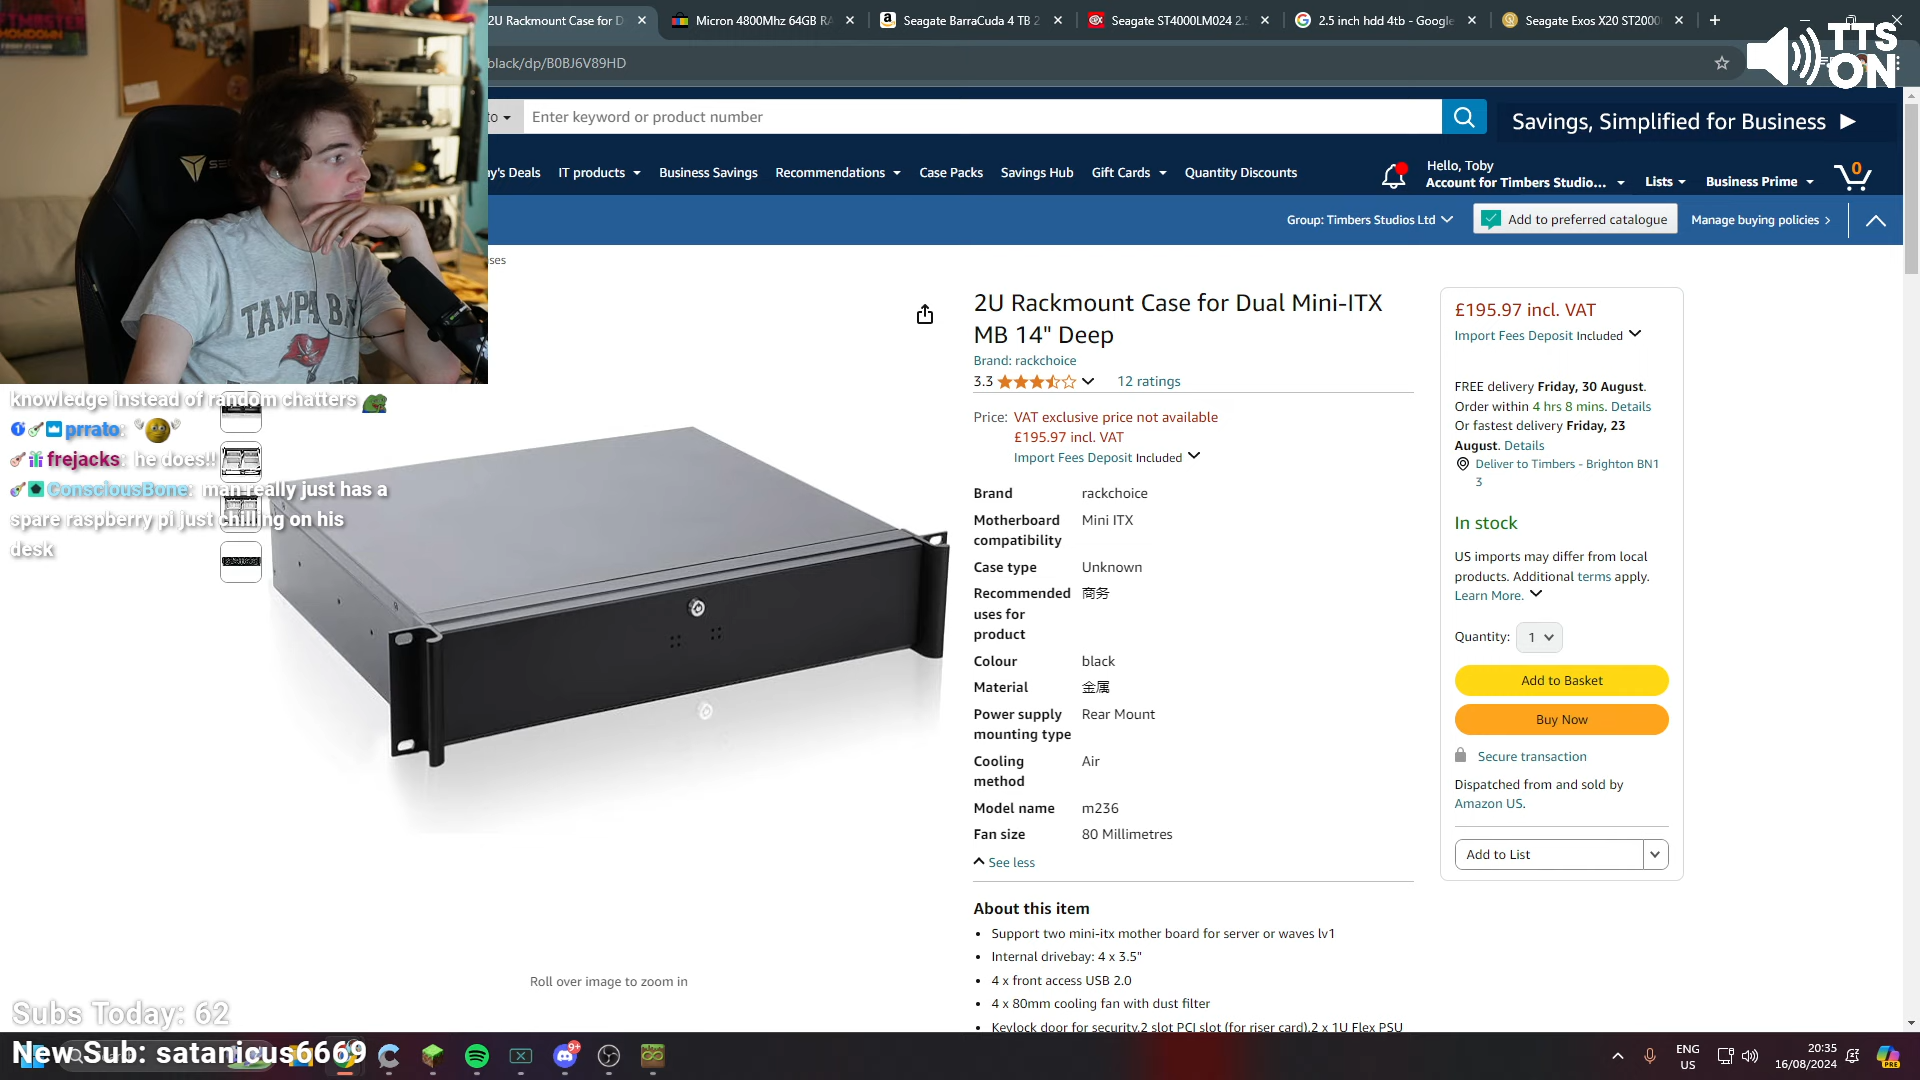 2U Rackmount Case for D
Micron 4800Mhz 64GB RA
Seagate BarraCuda 4 TB 2
Seagate ST4000LM024 2.5
2.5 inch hdd 4tb - Google
Seagate Exos X20 ST2000
TTS
ON
black/dp/B0BJ6V89HD
to
Enter keyword or product number
Savings, Simplified for Business
y's Deals
IT products
Business Savings
Recommendations
Case Packs
Savings Hub
Gift Cards
Quantity Discounts
Hello, Toby
Account for Timbers Studio...
Lists
Business Prime
0
Group: Timbers Studios Ltd
Add to preferred catalogue
Manage buying policies
ses
TAMPA BA
2U Rackmount Case for Dual Mini-ITX
MB 14" Deep
Brand: rackchoice
3.3
12 ratings
Price: VAT exclusive price not available
£195.97 incl. VAT
Import Fees Deposit Included
Brand rackchoice
Motherboard Mini ITX
compatibility
Case type Unknown
Recommended 商务
uses for
product
Colour black
Material 金属
Power supply Rear Mount
mounting type
Cooling Air
method
Model name m236
Fan size 80 Millimetres
See less
About this item
Support two mini-itx mother board for server or waves lv1
Internal drivebay: 4 x 3.5"
4 x front access USB 2.0
4 x 80mm cooling fan with dust filter
Keylock door for security,2 slot PCI slot (for riser card),2 x 1U Flex PSU
£195.97 incl. VAT
Import Fees Deposit Included
FREE delivery Friday, 30 August.
Order within 4 hrs 8 mins. Details
Or fastest delivery Friday, 23
August. Details
Deliver to Timbers - Brighton BN1
3
In stock
US imports may differ from local
products. Additional terms apply.
Learn More.
Quantity: 1
Add to Basket
Buy Now
Secure transaction
Dispatched from and sold by
Amazon US.
Add to List
knowledge instead of random chatters
prrato:
frejacks: he does!!
ConsciousBone: man really just has a
spare raspberry pi just chilling on his
desk
Roll over image to zoom in
Subs Today: 62
New Sub: satanicus6669
9+
ENG
US
20:35
16/08/2024
PRE